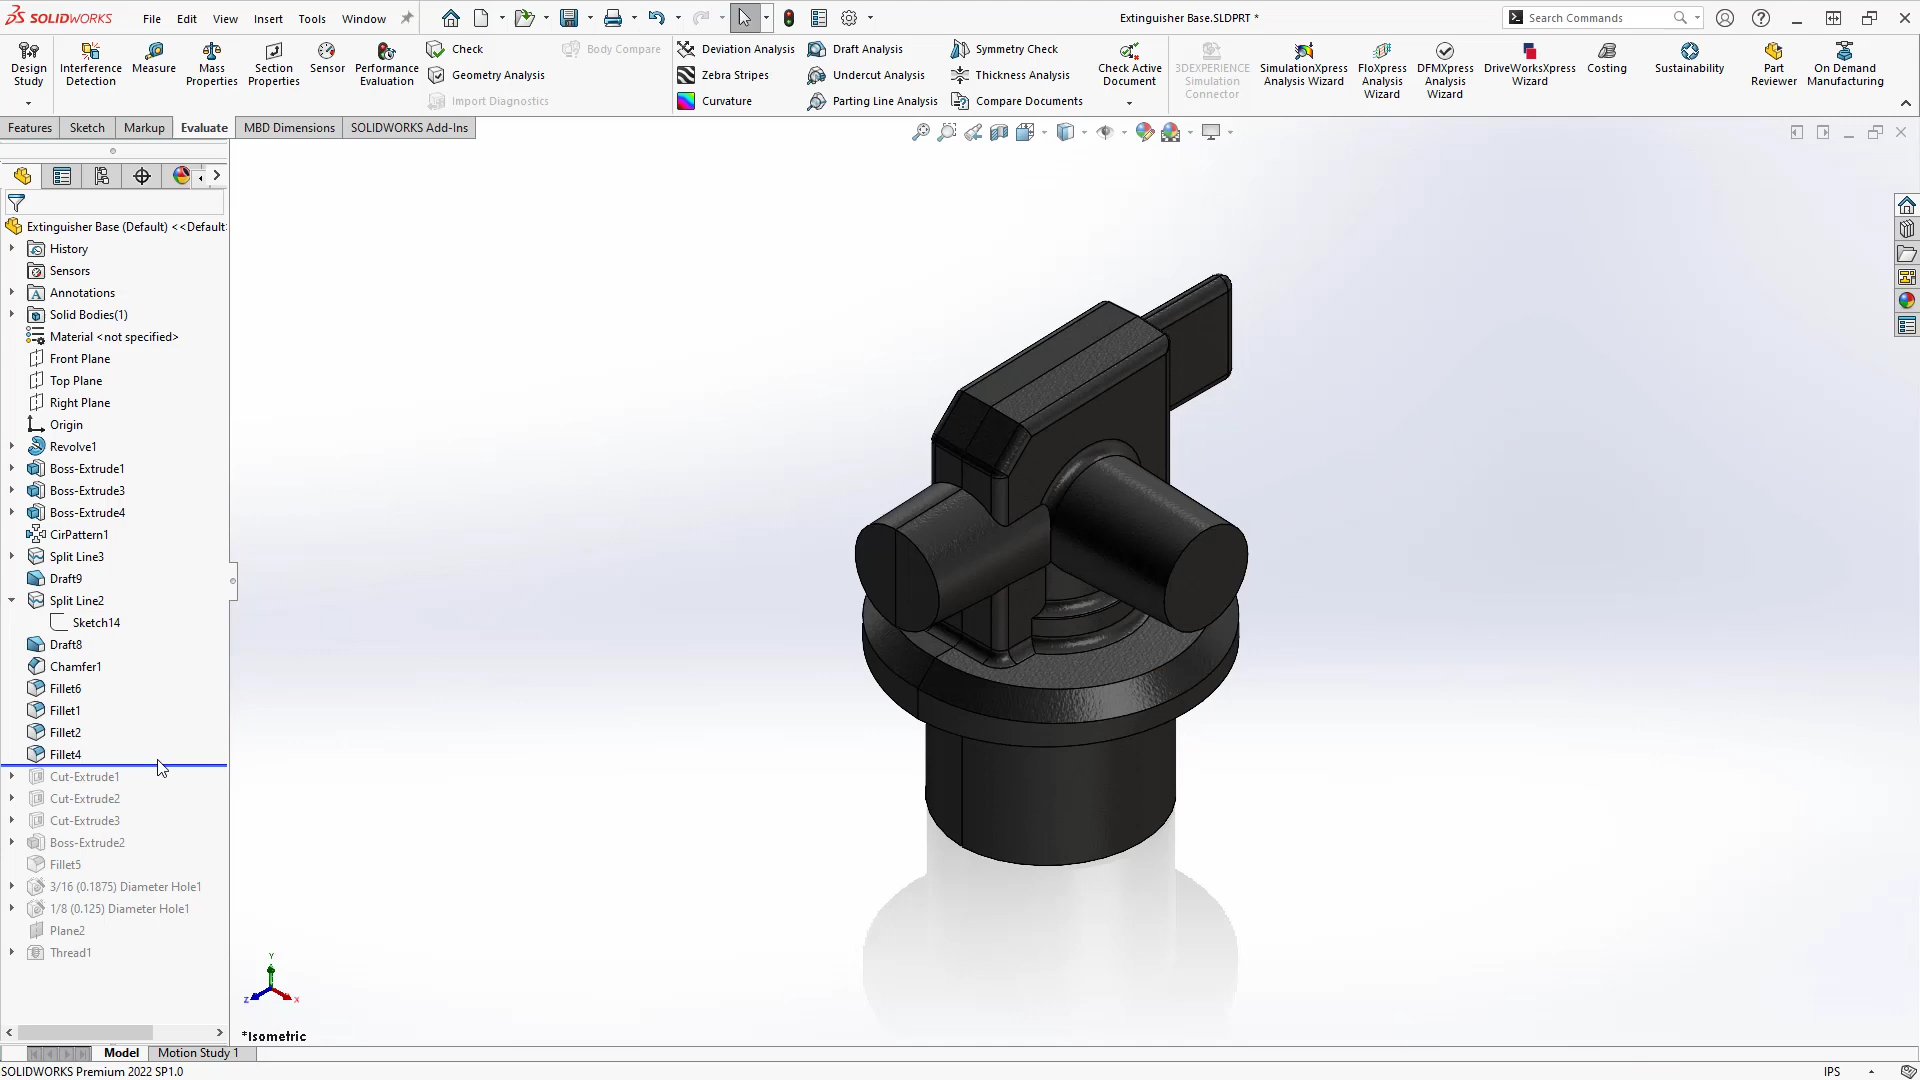 SOLIDWORKS
File Edit View Insert Tools Window
Extinguisher Base.SLDPRT *
Search Commands
Design Study
Interference Detection
Measure
Mass Properties
Section Properties
Sensor
Performance Evaluation
Check
Geometry Analysis
Import Diagnostics
Body Compare
Deviation Analysis
Zebra Stripes
Curvature
Draft Analysis
Undercut Analysis
Parting Line Analysis
Symmetry Check
Thickness Analysis
Compare Documents
Check Active Document
3DEXPERIENCE Simulation Connector
SimulationXpress Analysis Wizard
FloXpress Analysis Wizard
DFMXpress Analysis Wizard
DriveWorksXpress Wizard
Costing
Sustainability
Part Reviewer
On Demand Manufacturing
Features Sketch Markup Evaluate MBD Dimensions SOLIDWORKS Add-Ins
Extinguisher Base (Default) <<Default
History
Sensors
Annotations
Solid Bodies(1)
Material <not specified>
Front Plane
Top Plane
Right Plane
Origin
Revolve1
Boss-Extrude1
Boss-Extrude3
Boss-Extrude4
CirPattern1
Split Line3
Draft9
Split Line2
Sketch14
Draft8
Chamfer1
Fillet6
Fillet1
Fillet2
Fillet4
Cut-Extrude1
Cut-Extrude2
Cut-Extrude3
Boss-Extrude2
Fillet5
3/16 (0.1875) Diameter Hole1
1/8 (0.125) Diameter Hole1
Plane2
Thread1
Y
Z X
*Isometric
Model Motion Study 1
SOLIDWORKS Premium 2022 SP1.0
IPS